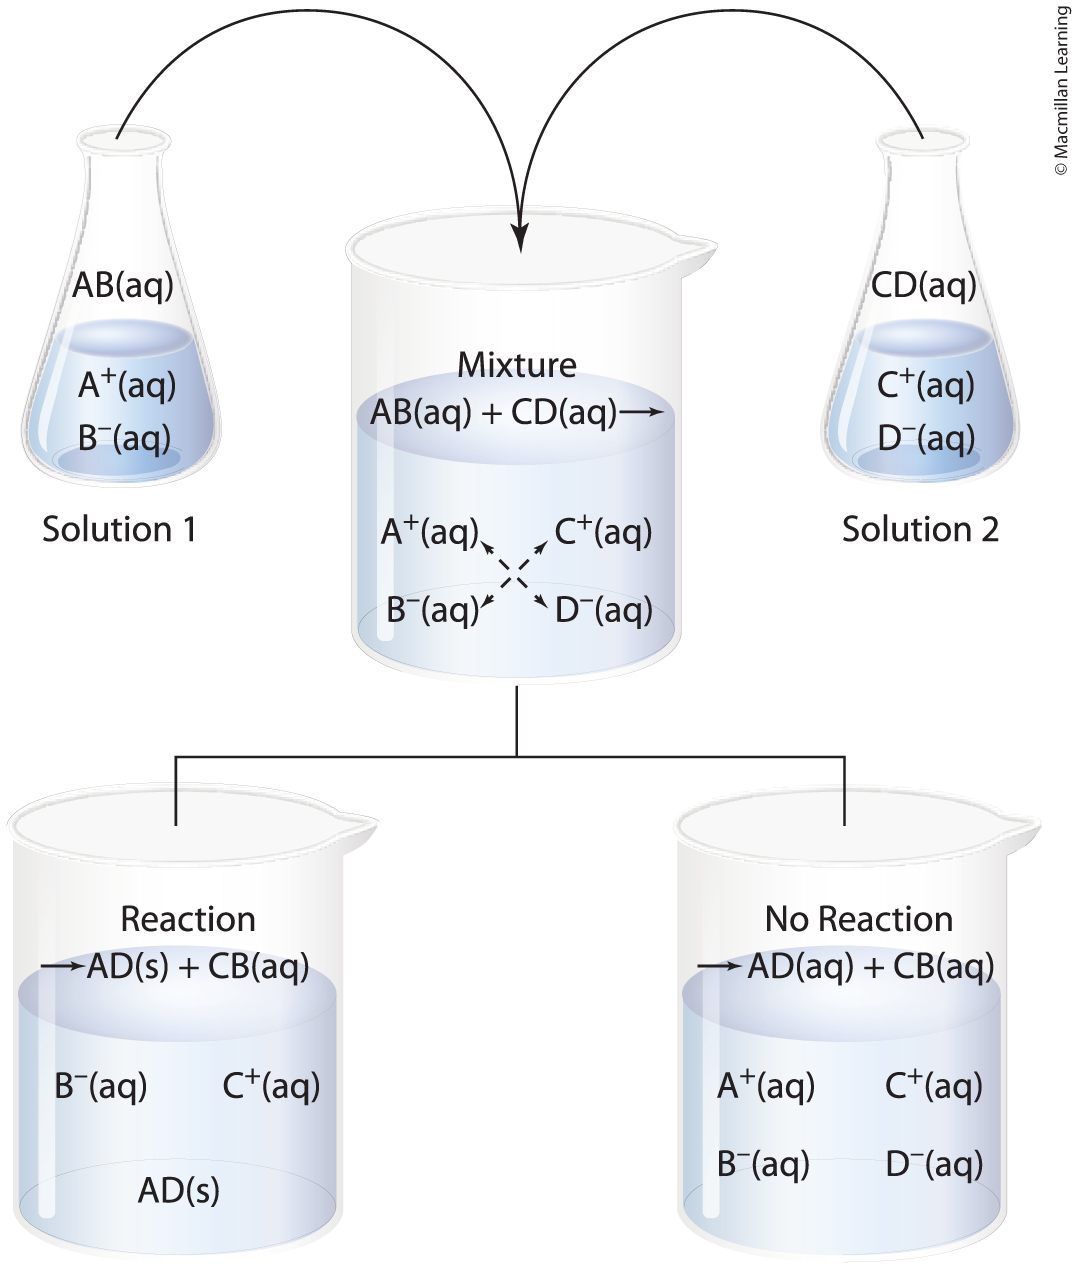 © Macmillan Learning
AB(aq)
A⁺(aq)
B⁻(aq)
Solution 1
CD(aq)
C⁺(aq)
D⁻(aq)
Solution 2
Mixture
AB(aq) + CD(aq) →
A⁺(aq) C⁺(aq)
B⁻(aq) D⁻(aq)
Reaction
→ AD(s) + CB(aq)
B⁻(aq) C⁺(aq)
AD(s)
No Reaction
→ AD(aq) + CB(aq)
A⁺(aq) C⁺(aq)
B⁻(aq) D⁻(aq)